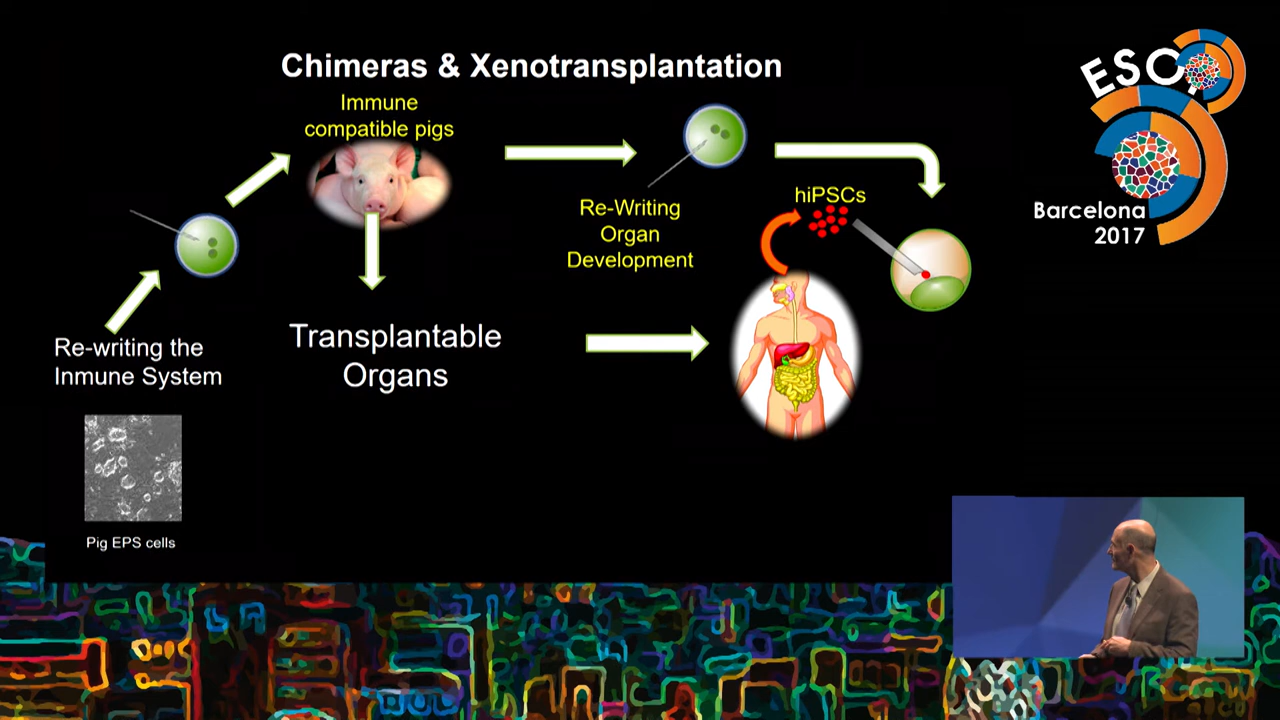 Chimeras & Xenotransplantation
Immune
compatible pigs
hiPSCs
Re-Writing
Organ
Development
Re-writing the
Inmune System
Transplantable
Organs
Pig EPS cells
ESOT
Barcelona
2017